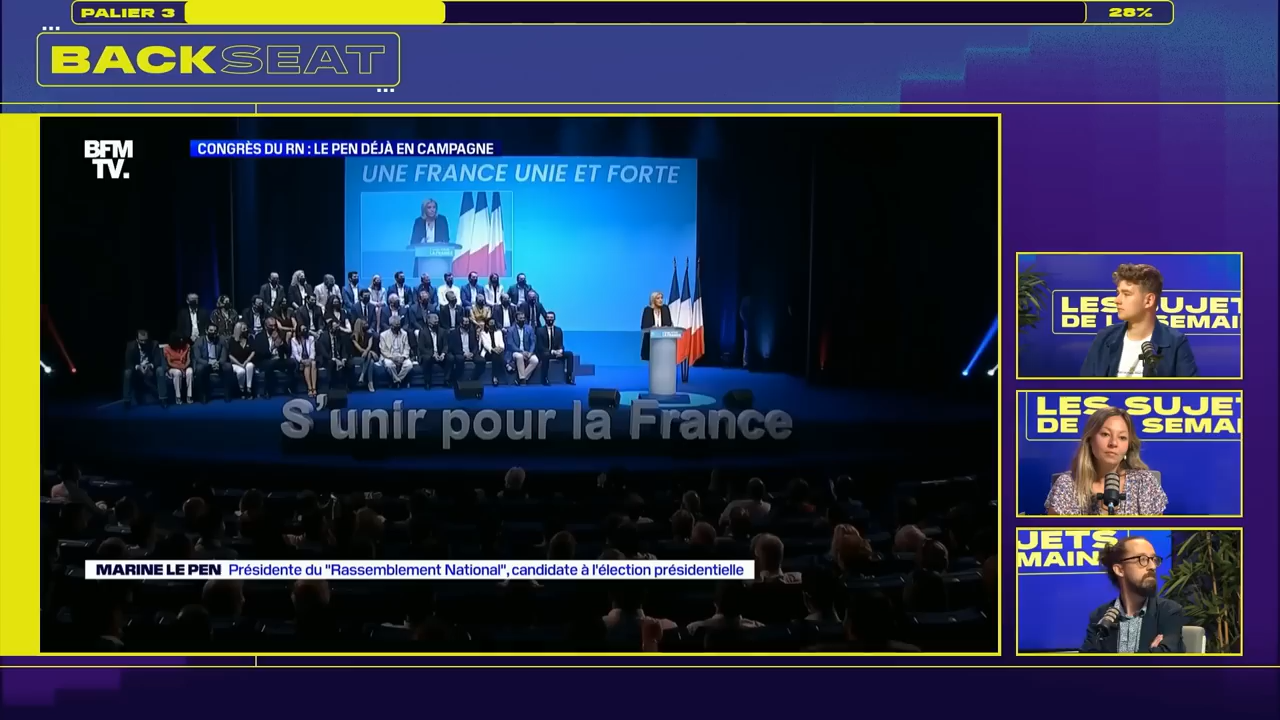 PALIER 3
28%
BACKSEAT
BFM
TV.
CONGRÈS DU RN : LE PEN DÉJÀ EN CAMPAGNE
UNE FRANCE UNIE ET FORTE
S'unir pour la France
MARINE LE PEN Présidente du "Rassemblement National", candidate à l'élection présidentielle
LES SUJET
DE LA SEMAI
LES SUJET
DE SEMAI
JETS
MAIN